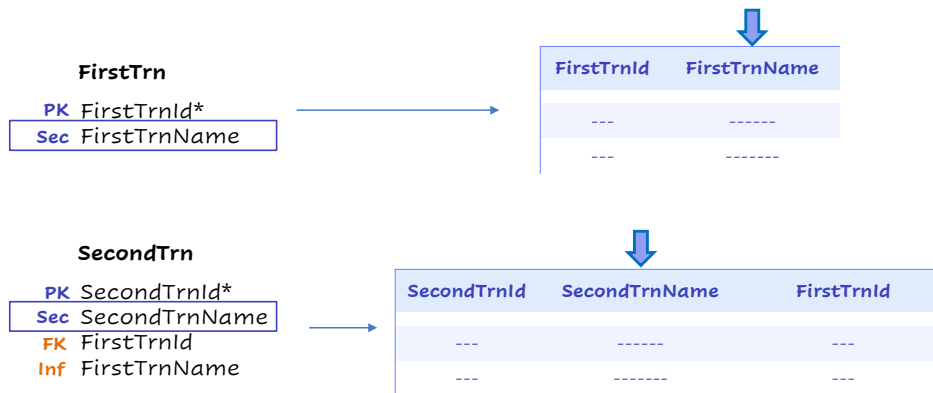 FirstTrn
PK FirstTrnId*
Sec FirstTrnName
FirstTrnId FirstTrnName
--- ------
--- -------
SecondTrn
PK SecondTrnId*
Sec SecondTrnName
FK FirstTrnId
Inf FirstTrnName
SecondTrnId SecondTrnName FirstTrnId
--- ------ ---
--- ------- ---